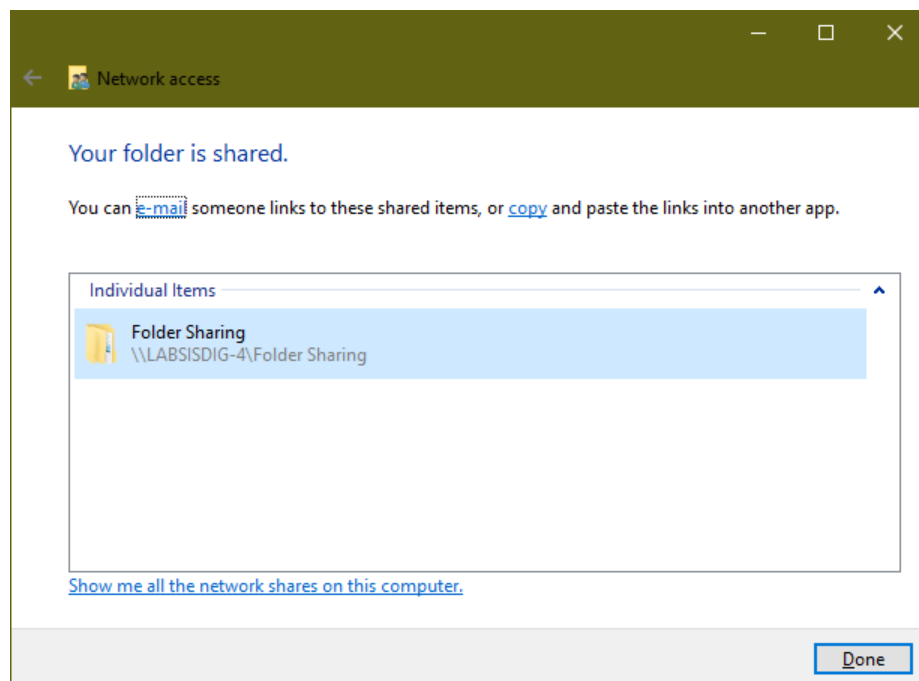 Network access
Your folder is shared.
You can e-mail someone links to these shared items, or copy and paste the links into another app.
Individual Items
Folder Sharing
\\LABSISDIG-4\Folder Sharing
Show me all the network shares on this computer.
Done